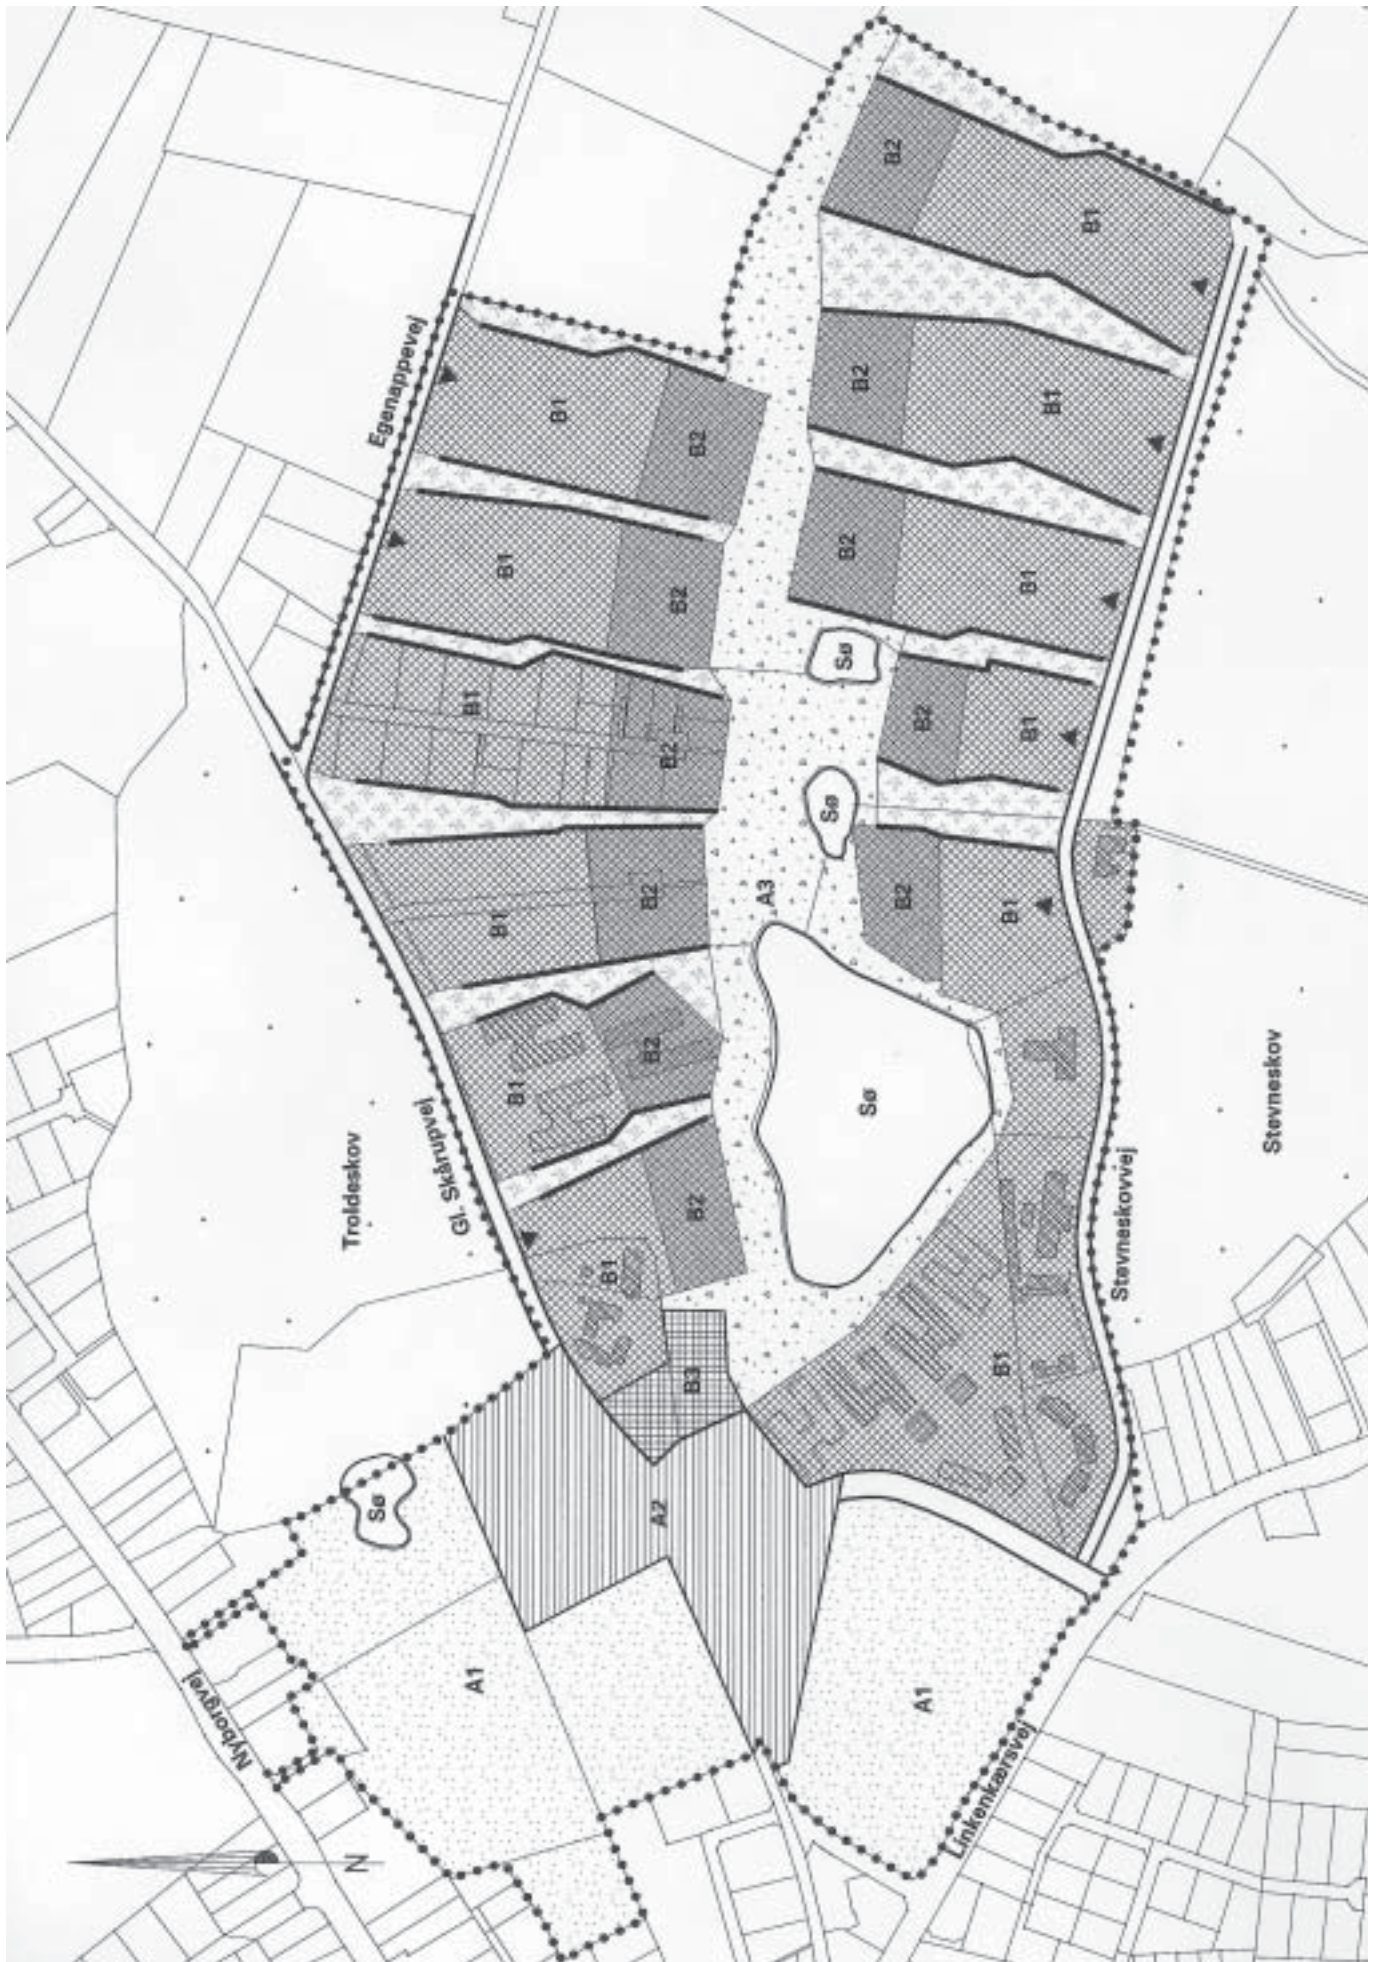 B2
B1
Egenappevej
B2
B1
B1
B2
B2
B1
B1
B2
Sø
B1
B2
B1
B2
Sø
B2
A3
B2
B1
B1
B2
B1
Sø
Stevneskov
Gl. Skårupvej
Troldeskov
B2
Stevneskovvej
B1
B1
B3
Sø
A2
A1
A1
Nyborgvej
Linkenkærsvej
N